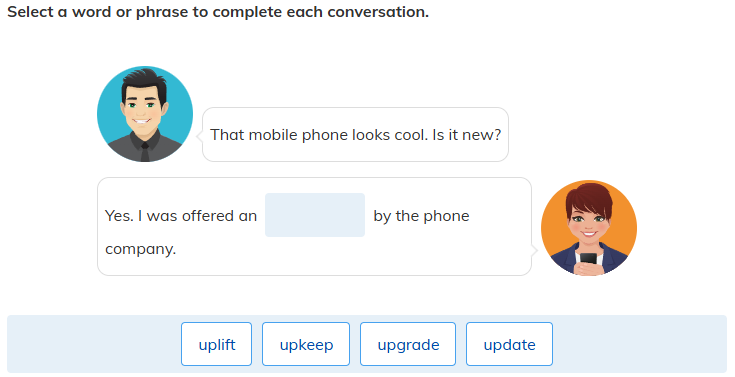 Select a word or phrase to complete each conversation.
That mobile phone looks cool. Is it new?
Yes. I was offered an by the phone
company.
uplift upkeep upgrade update